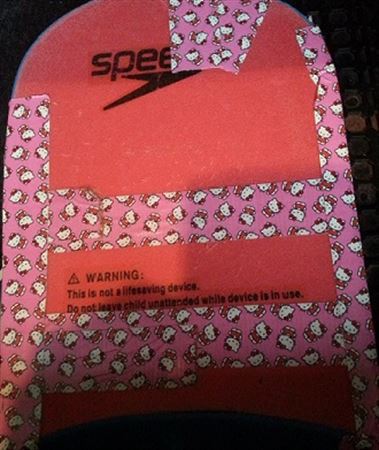 spee
⚠ WARNING:
This is not a lifesaving device.
Do not leave child unattended while device is in use.